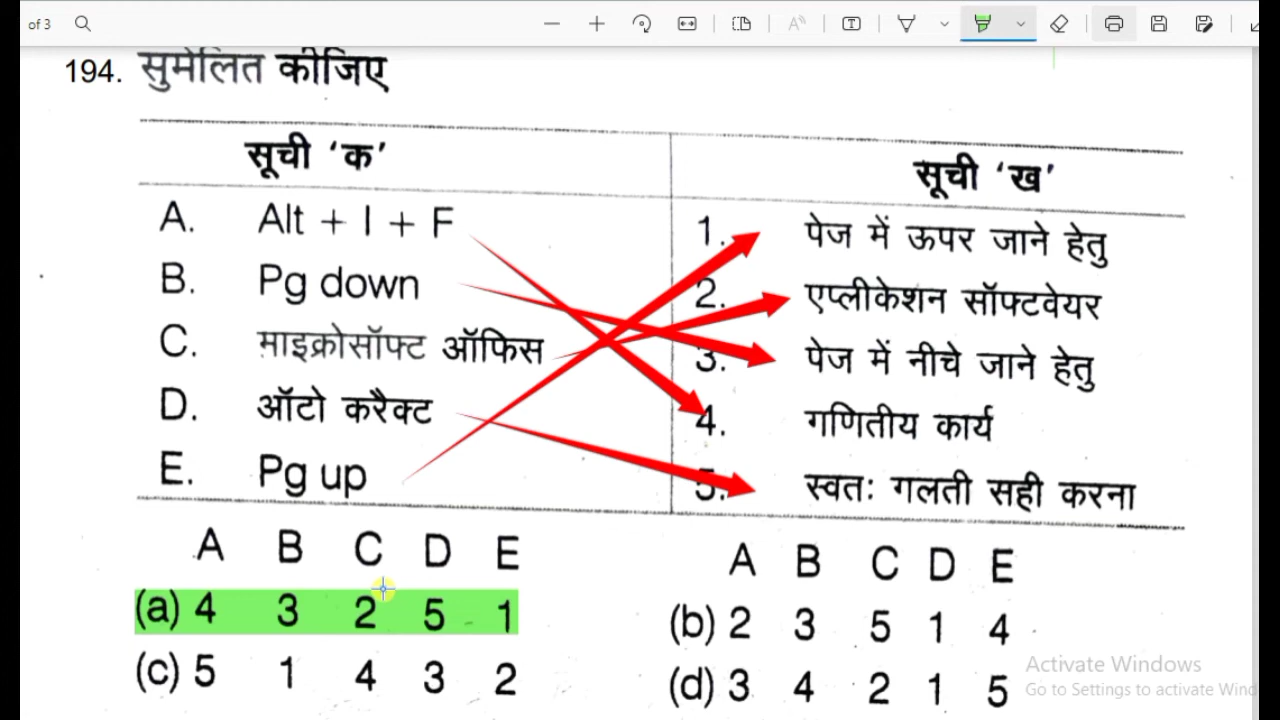 of 3
194. सुमेलित कीजिए
सूची 'क' सूची 'ख'
A. Alt + I + F 1. पेज में ऊपर जाने हेतु
B. Pg down 2. एप्लीकेशन सॉफ्टवेयर
C. माइक्रोसॉफ्ट ऑफिस 3. पेज में नीचे जाने हेतु
D. ऑटो करैक्ट 4. गणितीय कार्य
E. Pg up 5. स्वतः गलती सही करना
A B C D E A B C D E
(a) 4 3 2 5 1 (b) 2 3 5 1 4
(c) 5 1 4 3 2 (d) 3 4 2 1 5
Activate Windows
Go to Settings to activate Wind